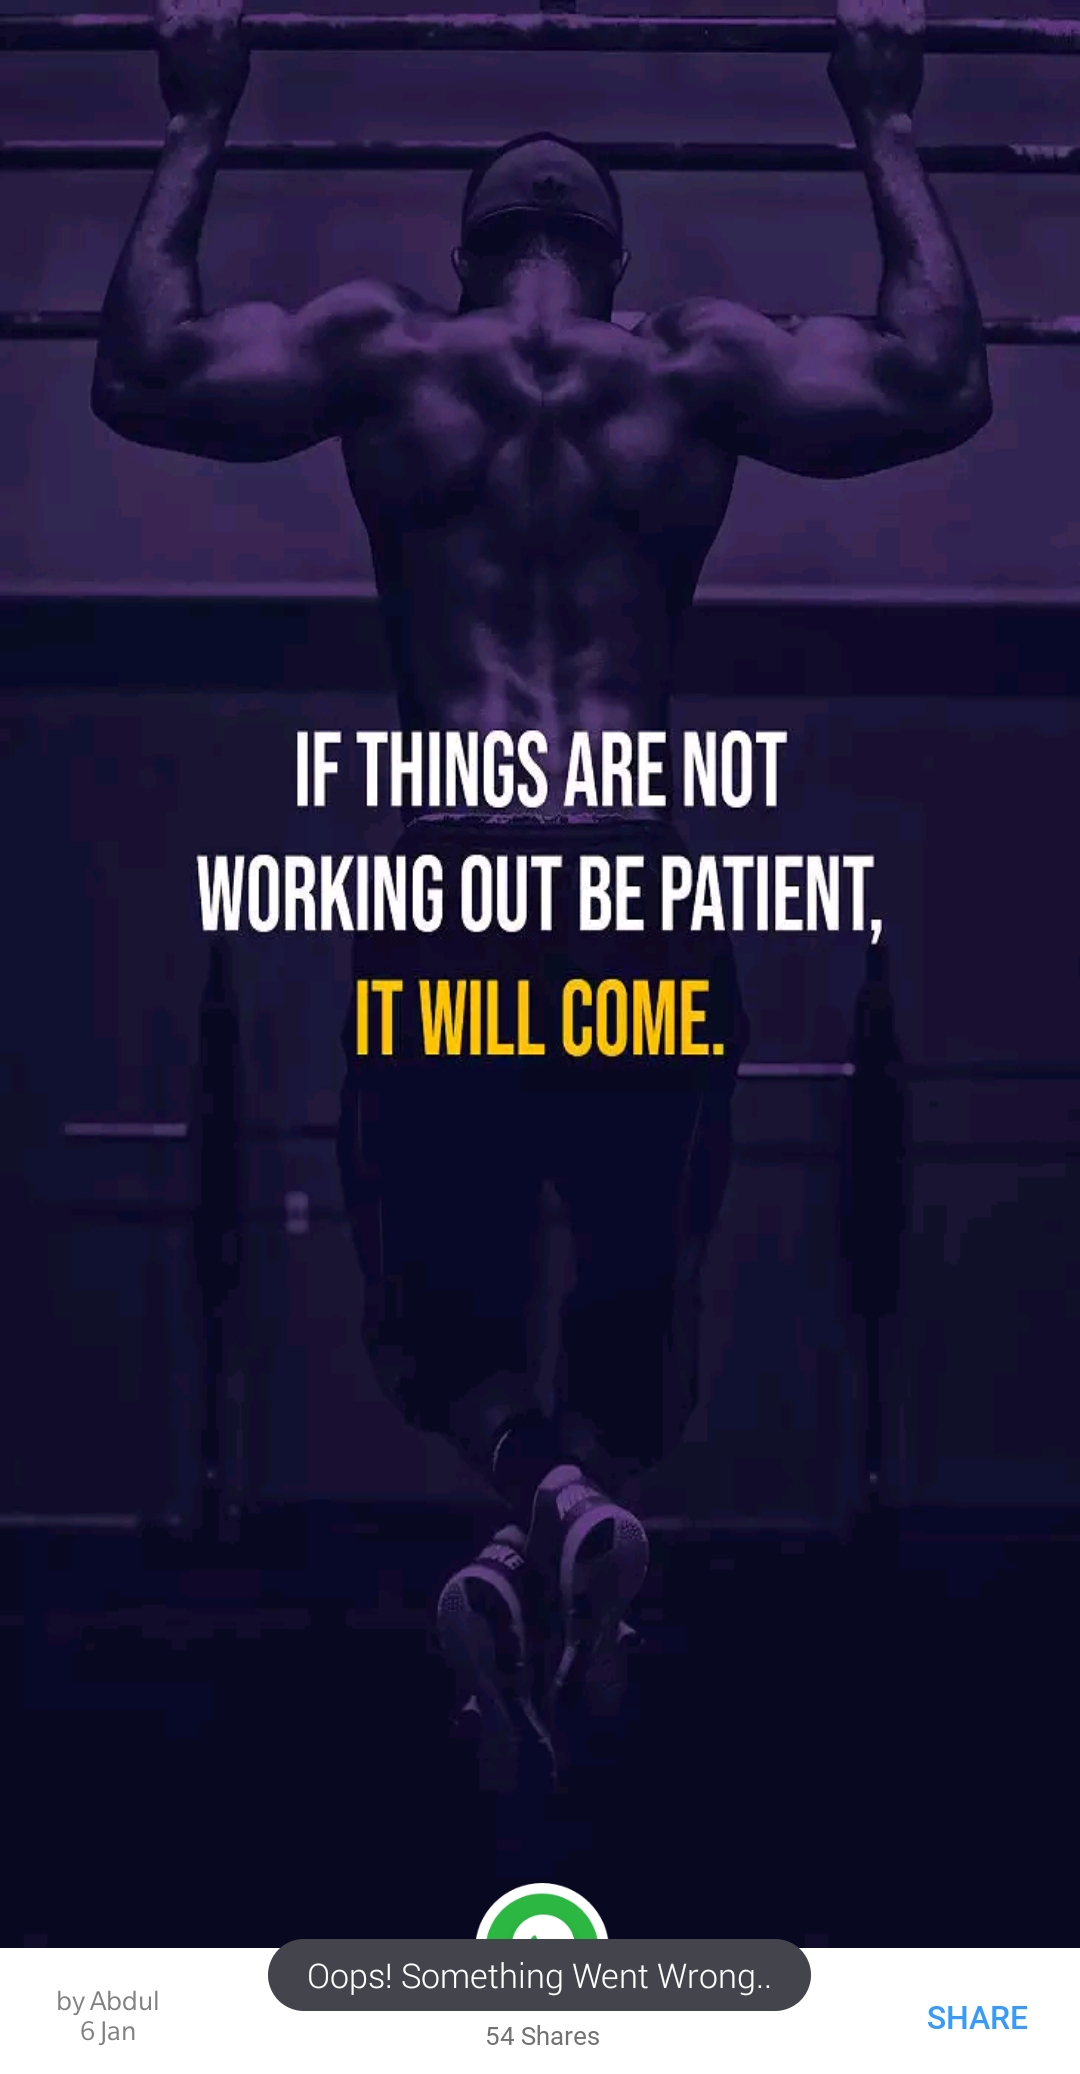 IF THINGS ARE NOT
WORKING OUT BE PATIENT,
IT WILL COME.
NIKE
Oops! Something Went Wrong..
by Abdul
6 Jan
54 Shares
SHARE